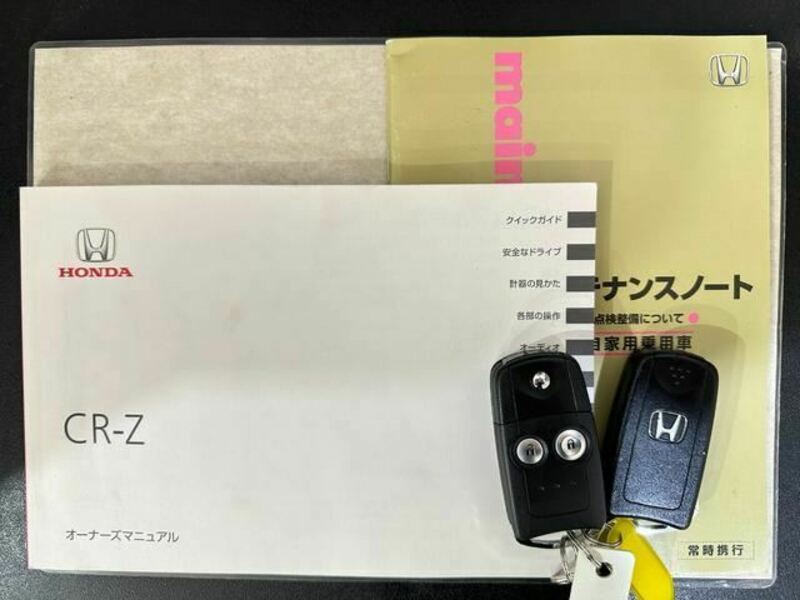 HONDA
CR-Z
オーナーズマニュアル
クイックガイド
安全なドライブ
計器の見かた
各部の操作
オーディオ
main
テナンスノート
点検整備について
自家用乗用車
常時携行